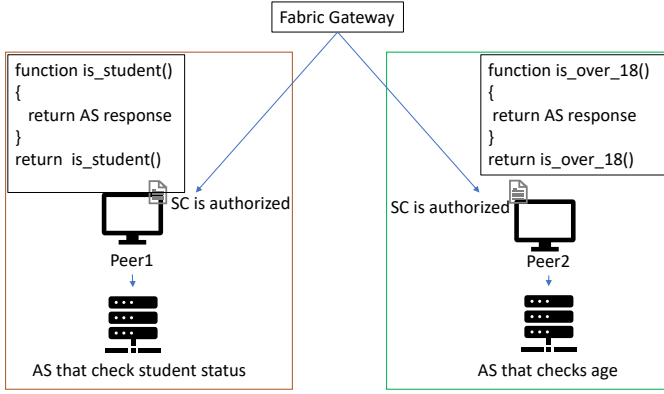 Fabric Gateway
function is_student()
{
return AS response
}
return is_student()
SC is authorized
Peer1
AS that check student status
function is_over_18()
{
return AS response
}
return is_over_18()
SC is authorized
Peer2
AS that checks age